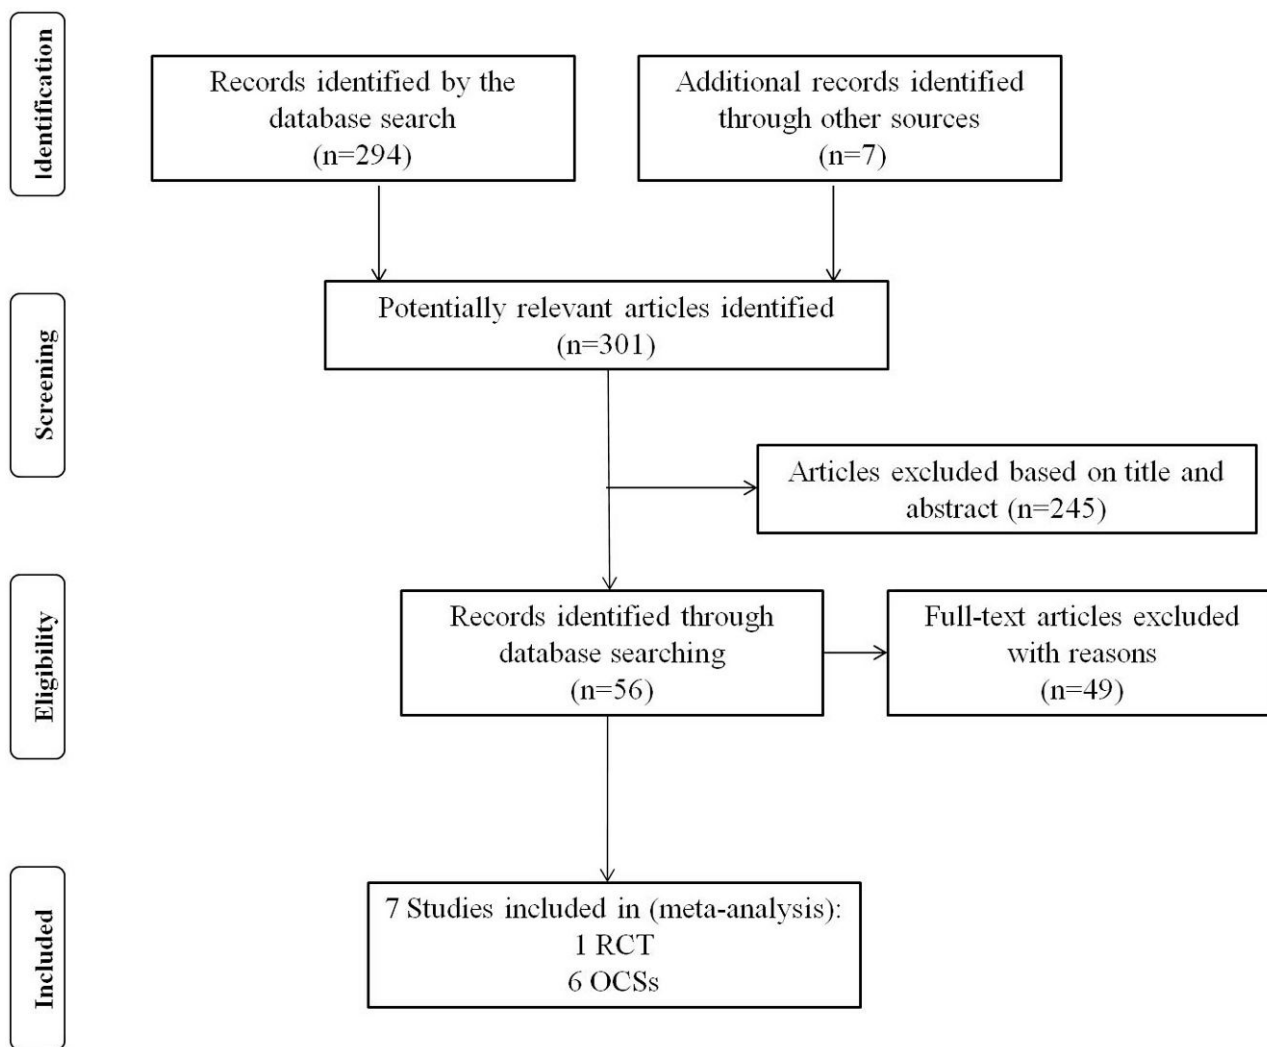 Identification
Records identified by the
database search
(n=294)
Additional records identified
through other sources
(n=7)
Screening
Potentially relevant articles identified
(n=301)
Articles excluded based on title and
abstract (n=245)
Eligibility
Records identified through
database searching
(n=56)
Full-text articles excluded
with reasons
(n=49)
Included
7 Studies included in (meta-analysis):
1 RCT
6 OCSs